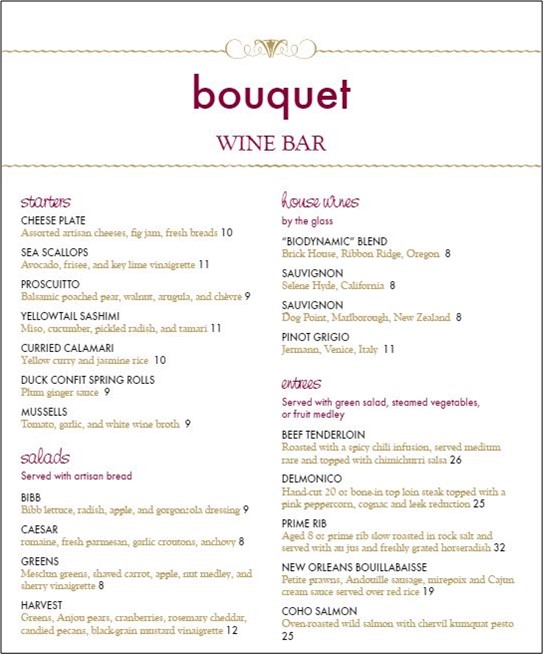 bouquet
WINE BAR
starters
CHEESE PLATE
Assorted artisan cheeses, fig jam, fresh breads 10
SEA SCALLOPS
Avocado, frisee, and key lime vinaigrette 11
PROSCUITTO
Balsamic poached pear, walnut, arugula, and chèvre 9
YELLOWTAIL SASHIMI
Miso, cucumber, pickled radish, and tamari 11
CURRIED CALAMARI
Yellow curry and jasmine rice 10
DUCK CONFIT SPRING ROLLS
Plum ginger sauce 9
MUSSELLS
Tomato, garlic, and white wine broth 9
salads
Served with artisan bread
BIBB
Bibb lettuce, radish, apple, and gorgonzola dressing 9
CAESAR
romaine, fresh parmesan, garlic croutons, anchovy 8
GREENS
Mesclun greens, shaved carrot, apple, nut medley, and
sherry vinaigrette 8
HARVEST
Greens, Anjou pears, cranberries, rosemary cheddar,
candied pecans, black-grain mustard vinaigrette 12
house wines
by the glass
"BIODYNAMIC" BLEND
Brick House, Ribbon Ridge, Oregon 8
SAUVIGNON
Selene Hyde, California 8
SAUVIGNON
Dog Point, Marlborough, New Zealand 8
PINOT GRIGIO
Jermann, Venice, Italy 11
entrees
Served with green salad, steamed vegetables,
or fruit medley
BEEF TENDERLOIN
Roasted with a spicy chili infusion, served medium
rare and topped with chimichurri salsa 26
DELMONICO
Hand-cut 20 oz bone-in top loin steak topped with a
pink peppercorn, cognac and leek reduction 25
PRIME RIB
Aged 8 oz prime rib slow roasted in rock salt and
served with au jus and freshly grated horseradish 32
NEW ORLEANS BOUILLABAISSE
Petite prawns, Andouille sausage, mirepoix and Cajun
cream sauce served over red rice 19
COHO SALMON
Oven-roasted wild salmon with chervil kumquat pesto
25